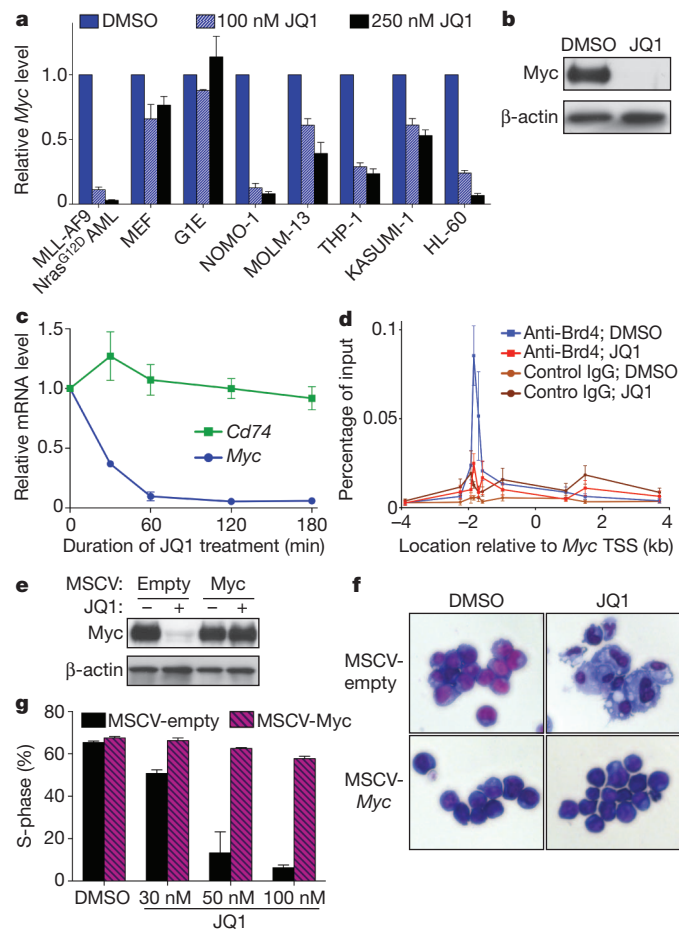 a
DMSO 100 nM JQ1 250 nM JQ1
Relative Myc level
1.0
0.5
0
MLL-AF9
NrasG12D AML
MEF
G1E
NOMO-1
MOLM-13
THP-1
KASUMI-1
HL-60
b
DMSO JQ1
Myc
β-actin
c
Relative mRNA level
1.5
1.0
0.5
0
Cd74
Myc
0 60 120 180
Duration of JQ1 treatment (min)
d
Percentage of input
0.1
0.05
0
Anti-Brd4; DMSO
Anti-Brd4; JQ1
Control IgG; DMSO
Contro IgG; JQ1
−4 −2 0 2 4
Location relative to Myc TSS (kb)
e
MSCV: Empty Myc
JQ1: − + − +
Myc
β-actin
f
DMSO JQ1
MSCV-
empty
MSCV-
Myc
g
MSCV-empty MSCV-Myc
S-phase (%)
80
60
40
20
0
DMSO 30 nM 50 nM 100 nM
JQ1